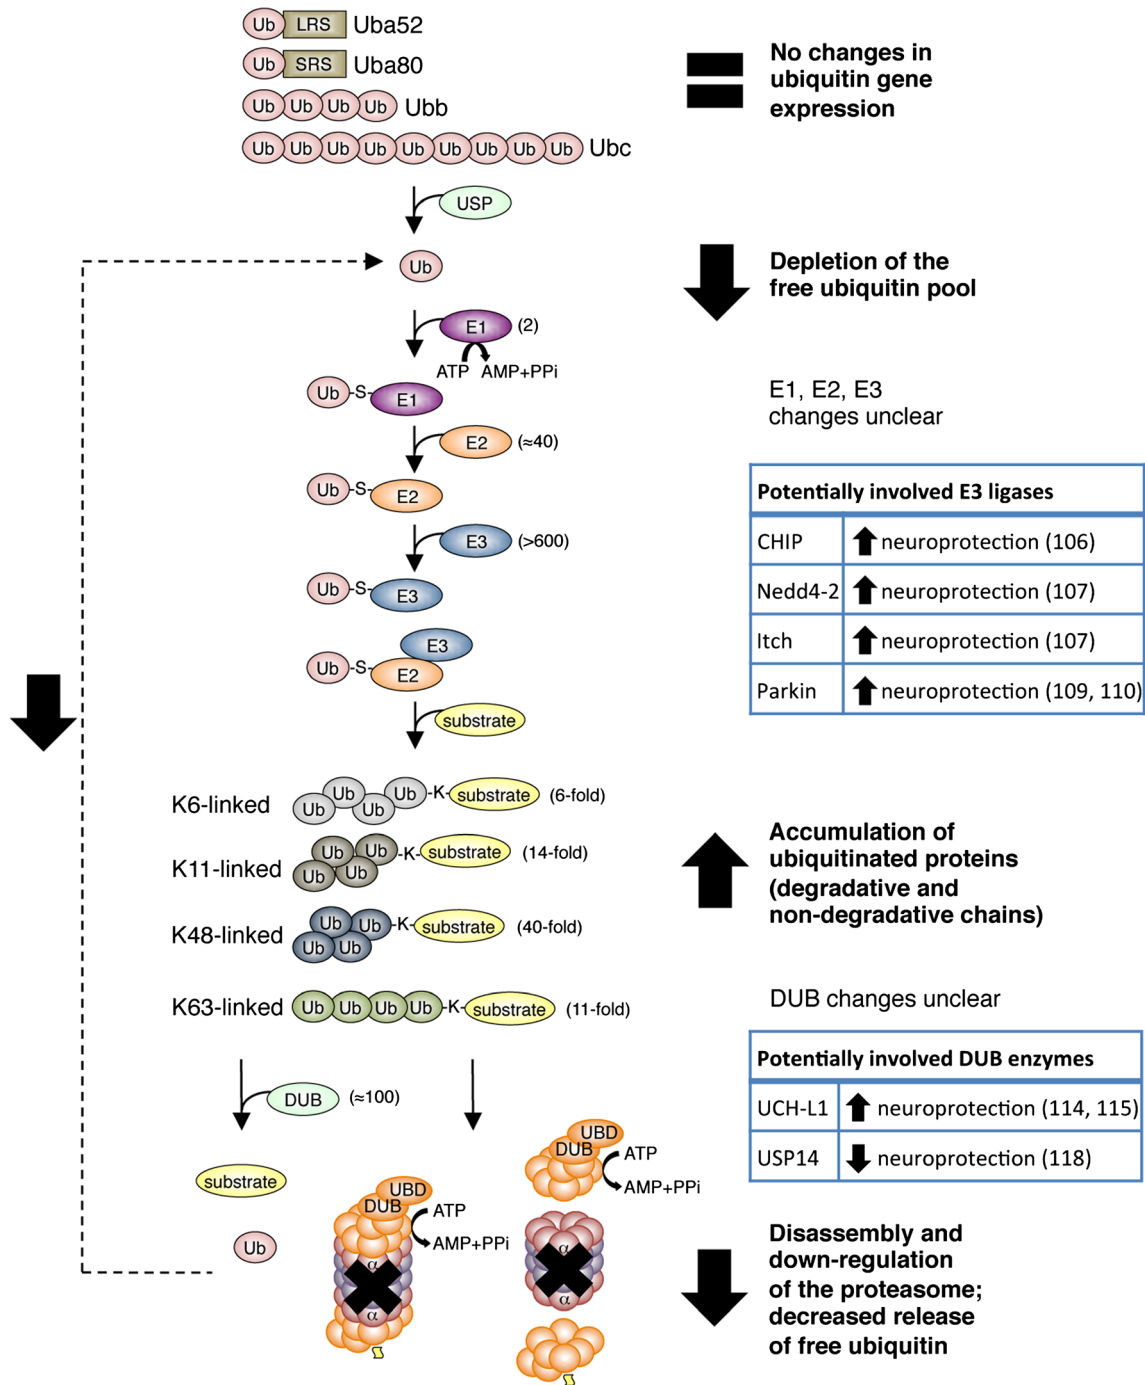 Ub LRS Uba52
Ub SRS Uba80
Ub Ub Ub Ub Ubb
Ub Ub Ub Ub Ub Ub Ub Ub Ub Ubc
No changes in
ubiquitin gene
expression
USP
Ub
Depletion of the
free ubiquitin pool
E1 (2)
ATP AMP+PPi
Ub -S- E1
E2 (≈40)
Ub -S- E2
E3 (>600)
Ub -S- E3
E3
Ub -S- E2
substrate
E1, E2, E3
changes unclear
Potentially involved E3 ligases
CHIP neuroprotection (106)
Nedd4-2 neuroprotection (107)
Itch neuroprotection (107)
Parkin neuroprotection (109, 110)
K6-linked Ub Ub Ub Ub -K- substrate (6-fold)
K11-linked Ub Ub Ub Ub -K- substrate (14-fold)
K48-linked Ub Ub Ub Ub -K- substrate (40-fold)
K63-linked Ub Ub Ub Ub -K- substrate (11-fold)
Accumulation of
ubiquitinated proteins
(degradative and
non-degradative chains)
DUB changes unclear
Potentially involved DUB enzymes
UCH-L1 neuroprotection (114, 115)
USP14 neuroprotection (118)
DUB (≈100)
substrate
Ub
UBD
DUB
ATP
AMP+PPi
α
α
UBD
DUB
ATP
AMP+PPi
α
α
Disassembly and
down-regulation
of the proteasome;
decreased release
of free ubiquitin